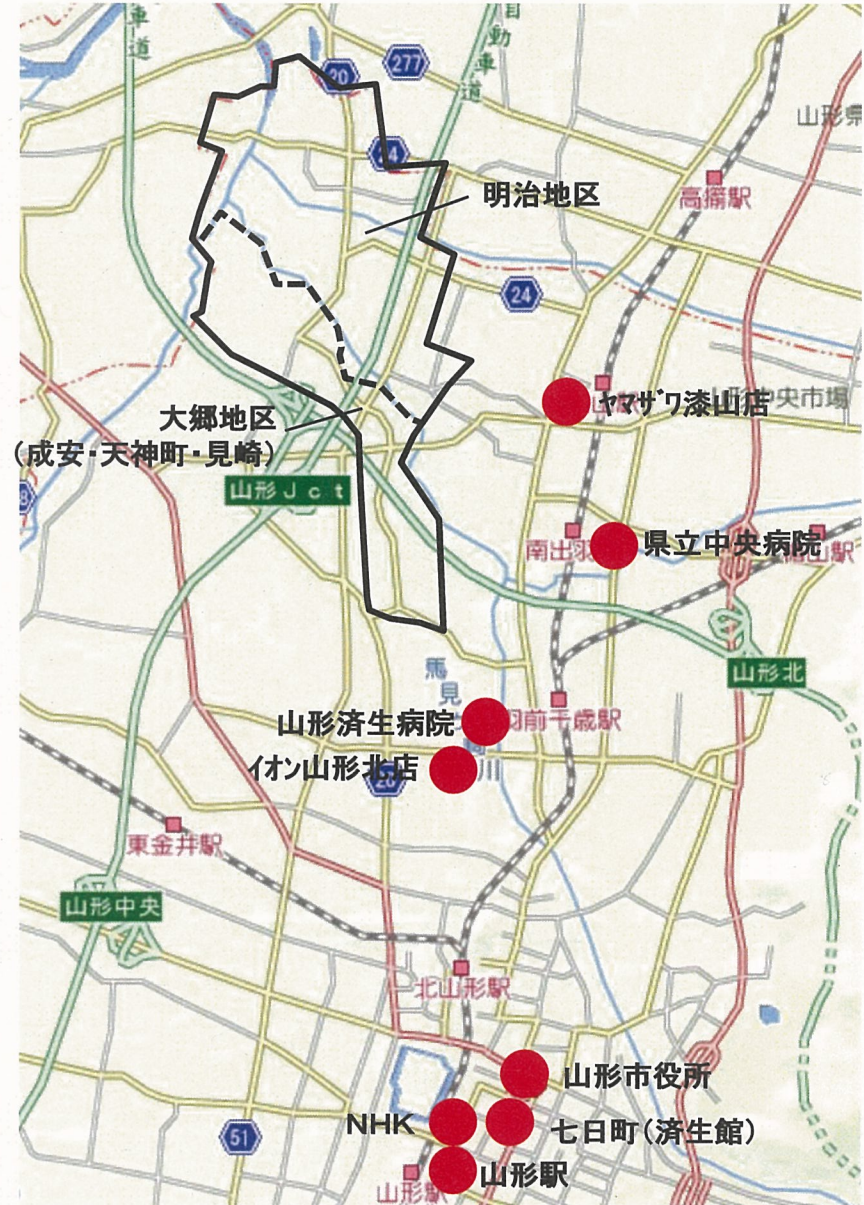 車道
自動車道
20
277
山形県
24
高擶駅
明治地区
24
大郷地区
(成安・天神町・見崎)
ﾔﾏｻﾞﾜ漆山店
中央市場
山形Ｊｃｔ
南出羽
県立中央病院
山駅
山形北
馬見
川
山形済生病院
羽前千歳駅
ｲｵﾝ山形北店
20
東金井駅
山形中央
北山形駅
山形市役所
NHK
七日町(済生館)
51
山形駅
山形駅